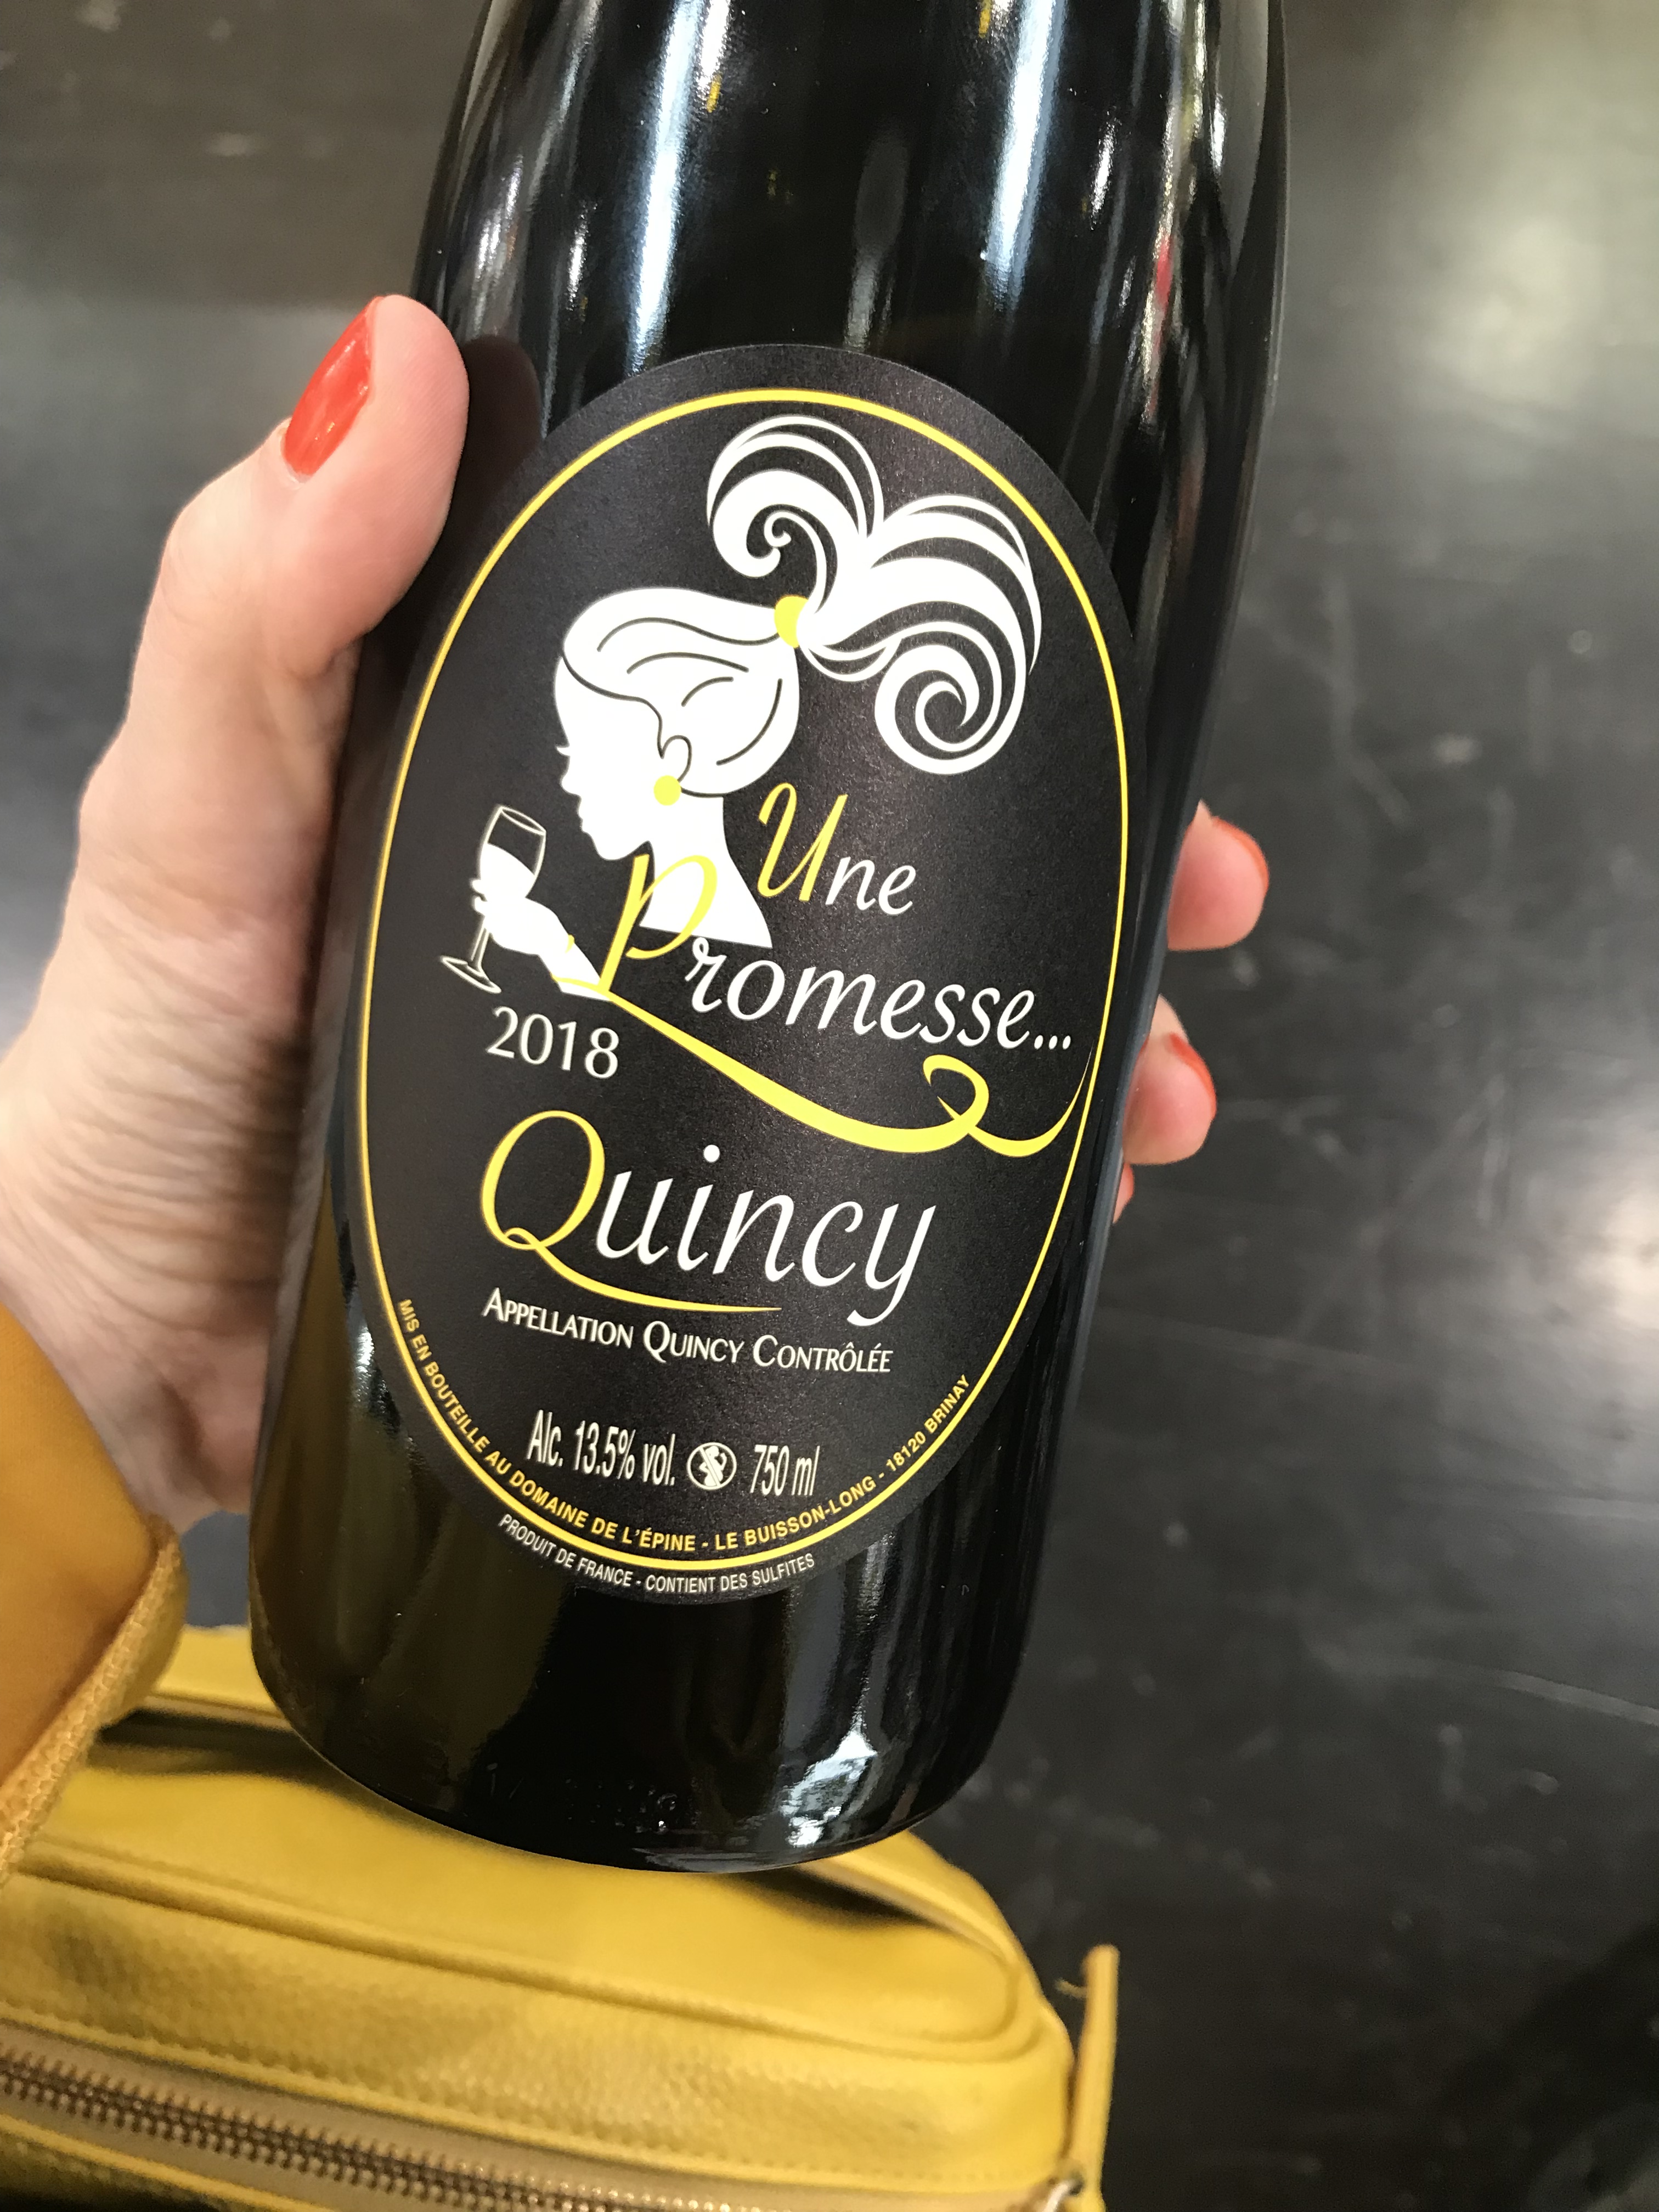 Une
Promesse...
2018
Quincy
APPELLATION QUINCY CONTRÔLÉE
Alc. 13.5% vol. 750 ml
MIS EN BOUTEILLE AU DOMAINE DE L'ÉPINE - LE BUISSON-LONG - 18120 BRINAY
PRODUIT DE FRANCE - CONTIENT DES SULFITES